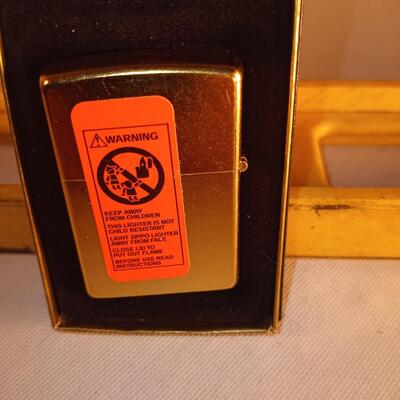 ⚠WARNING
KEEP AWAY
FROM CHILDREN
THIS LIGHTER IS NOT
CHILD RESISTANT
LIGHT ZIPPO LIGHTER
AWAY FROM FACE
CLOSE LID TO
PUT OUT FLAME
BEFORE USE READ
INSTRUCTIONS